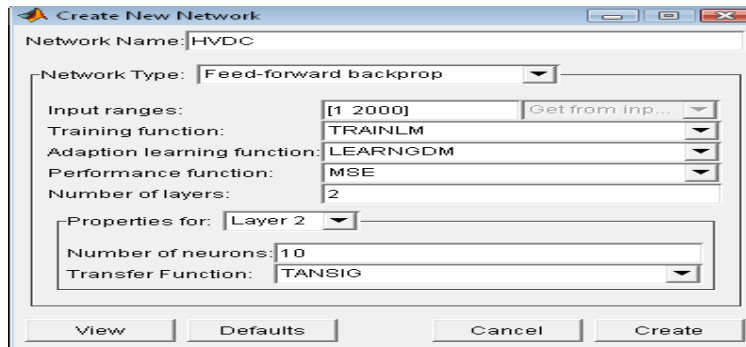 Create New Network
Network Name: HVDC
Network Type: Feed-forward backprop
Input ranges: [1 2000] Get from inp...
Training function: TRAINLM
Adaption learning function: LEARNGDM
Performance function: MSE
Number of layers: 2
Properties for: Layer 2
Number of neurons: 10
Transfer Function: TANSIG
View Defaults Cancel Create